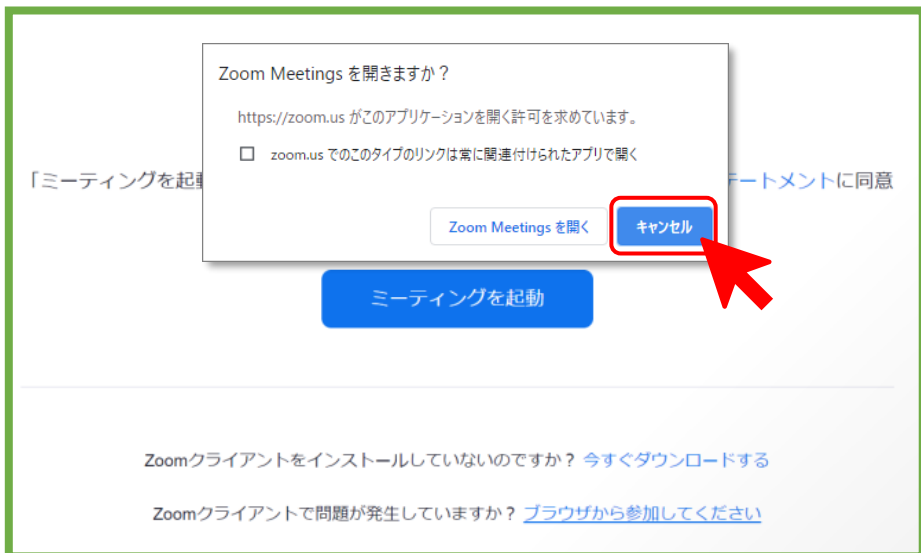 Zoom Meetings を開きますか？
https://zoom.us がこのアプリケーションを開く許可を求めています。
zoom.us でのこのタイプのリンクは常に関連付けられたアプリで開く
「ミーティングを起動 テートメントに同意
Zoom Meetings を開く キャンセル
ミーティングを起動
Zoomクライアントをインストールしていないのですか？ 今すぐダウンロードする
Zoomクライアントで問題が発生していますか？ ブラウザから参加してください